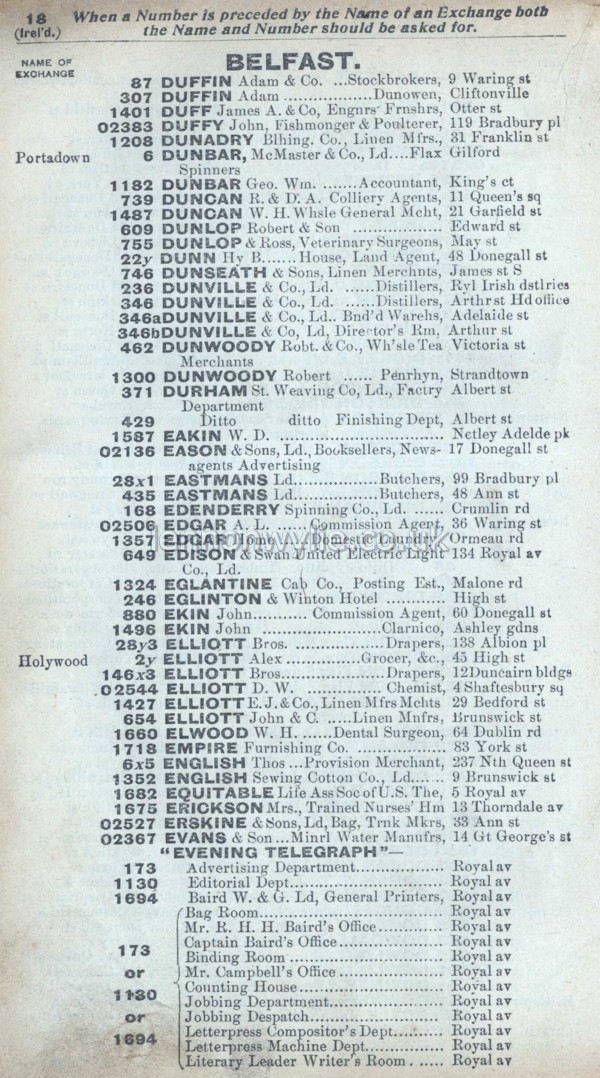 18 When a Number is preceded by the Name of an Exchange both
(Irel'd.) the Name and Number should be asked for.
NAME OF
EXCHANGE
BELFAST.
87 DUFFIN Adam & Co. ...Stockbrokers, 9 Waring st
307 DUFFIN Adam .................Dunowen, Cliftonville
1401 DUFF James A. & Co, Engnrs' Frnshrs, Otter st
02383 DUFFY John, Fishmonger & Poulterer, 119 Bradbury pl
1208 DUNADRY Blhing. Co., Linen Mfrs., 31 Franklin st
Portadown 6 DUNBAR, McMaster & Co., Ld....Flax Gilford
Spinners
1182 DUNBAR Geo. Wm. .......Accountant, King's ct
739 DUNCAN R. & D. A. Colliery Agents, 11 Queen's sq
1487 DUNCAN W. H. Whsle General Mcht, 21 Garfield st
609 DUNLOP Robert & Son .................. Edward st
755 DUNLOP & Ross, Veterinary Surgeons, May st
22y DUNN Hy B.......House, Land Agent, 48 Donegall st
746 DUNSEATH & Sons, Linen Merchnts, James st S
236 DUNVILLE & Co., Ld. ......Distillers, Ryl Irish dstlries
346 DUNVILLE & Co., Ld. ......Distillers, Arthr st Hd office
346a DUNVILLE & Co., Ld.. Bnd'd Warehs, Adelaide st
346b DUNVILLE & Co, Ld, Director's Rm, Arthur st
462 DUNWOODY Robt. & Co., Wh'sle Tea Victoria st
Merchants
1300 DUNWOODY Robert ...... Penrhyn, Strandtown
371 DURHAM St. Weaving Co, Ld., Factry Albert st
Department
429 Ditto ditto Finishing Dept, Albert st
1587 EAKIN W. D. .............................. Netley Adelde pk
02136 EASON & Sons, Ld., Booksellers, News- 17 Donegall st
agents Advertising
28x1 EASTMANS Ld...............Butchers, 99 Bradbury pl
435 EASTMANS Ld...............Butchers, 48 Ann st
168 EDENDERRY Spinning Co., Ld. ...... Crumlin rd
02506 EDGAR A. L. ......Commission Agent, 36 Waring st
1357 EDGAR Home Domestic Laundry Ormeau rd
649 EDISON & Swan United Electric Light 134 Royal av
Co., Ld.
1324 EGLANTINE Cab Co., Posting Est., Malone rd
246 EGLINTON & Winton Hotel ............ High st
880 EKIN John...........Commission Agent, 60 Donegall st
1496 EKIN John ........................Clarnico, Ashley gdns
28y3 ELLIOTT Bros. ..................Drapers, 138 Albion pl
Holywood 2y ELLIOTT Alex ...............Grocer, &c., 45 High st
146x3 ELLIOTT Bros.....................Drapers, 12 Duncairn bldgs
02544 ELLIOTT D. W. ...............Chemist, 4 Shaftesbury sq
1427 ELLIOTT E. J. & Co., Linen Mfrs Mchts 29 Bedford st
654 ELLIOTT John & C. .....Linen Mnfrs, Brunswick st
1660 ELWOOD W. H. ......Dental Surgeon, 64 Dublin rd
1718 EMPIRE Furnishing Co. .................. 83 York st
6x5 ENGLISH Thos ...Provision Merchant, 237 Nth Queen st
1352 ENGLISH Sewing Cotton Co., Ld....... 9 Brunswick st
1682 EQUITABLE Life Ass Soc of U.S. The, 5 Royal av
1675 ERICKSON Mrs., Trained Nurses' Hm 13 Thorndale av
02527 ERSKINE & Sons, Ld, Bag, Trnk Mkrs, 33 Ann st
02367 EVANS & Son ...Minrl Water Manufrs, 14 Gt George's st
"EVENING TELEGRAPH"—
173 Advertising Department.................. Royal av
1130 Editorial Dept............................... Royal av
1694 Baird W. & G. Ld, General Printers, Royal av
Bag Room.................................... Royal av
Mr. R. H. H. Baird's Office............. Royal av
Captain Baird's Office.................... Royal av
173 Binding Room .............................. Royal av
or Mr. Campbell's Office.................... Royal av
Counting House ........................... Royal av
1130 Jobbing Department...................... Royal av
or Jobbing Despatch......................... Royal av
Letterpress Compositor's Dept.......... Royal av
1694 Letterpress Machine Dept............... Royal av
Literary Leader Writer's Room ....... Royal av